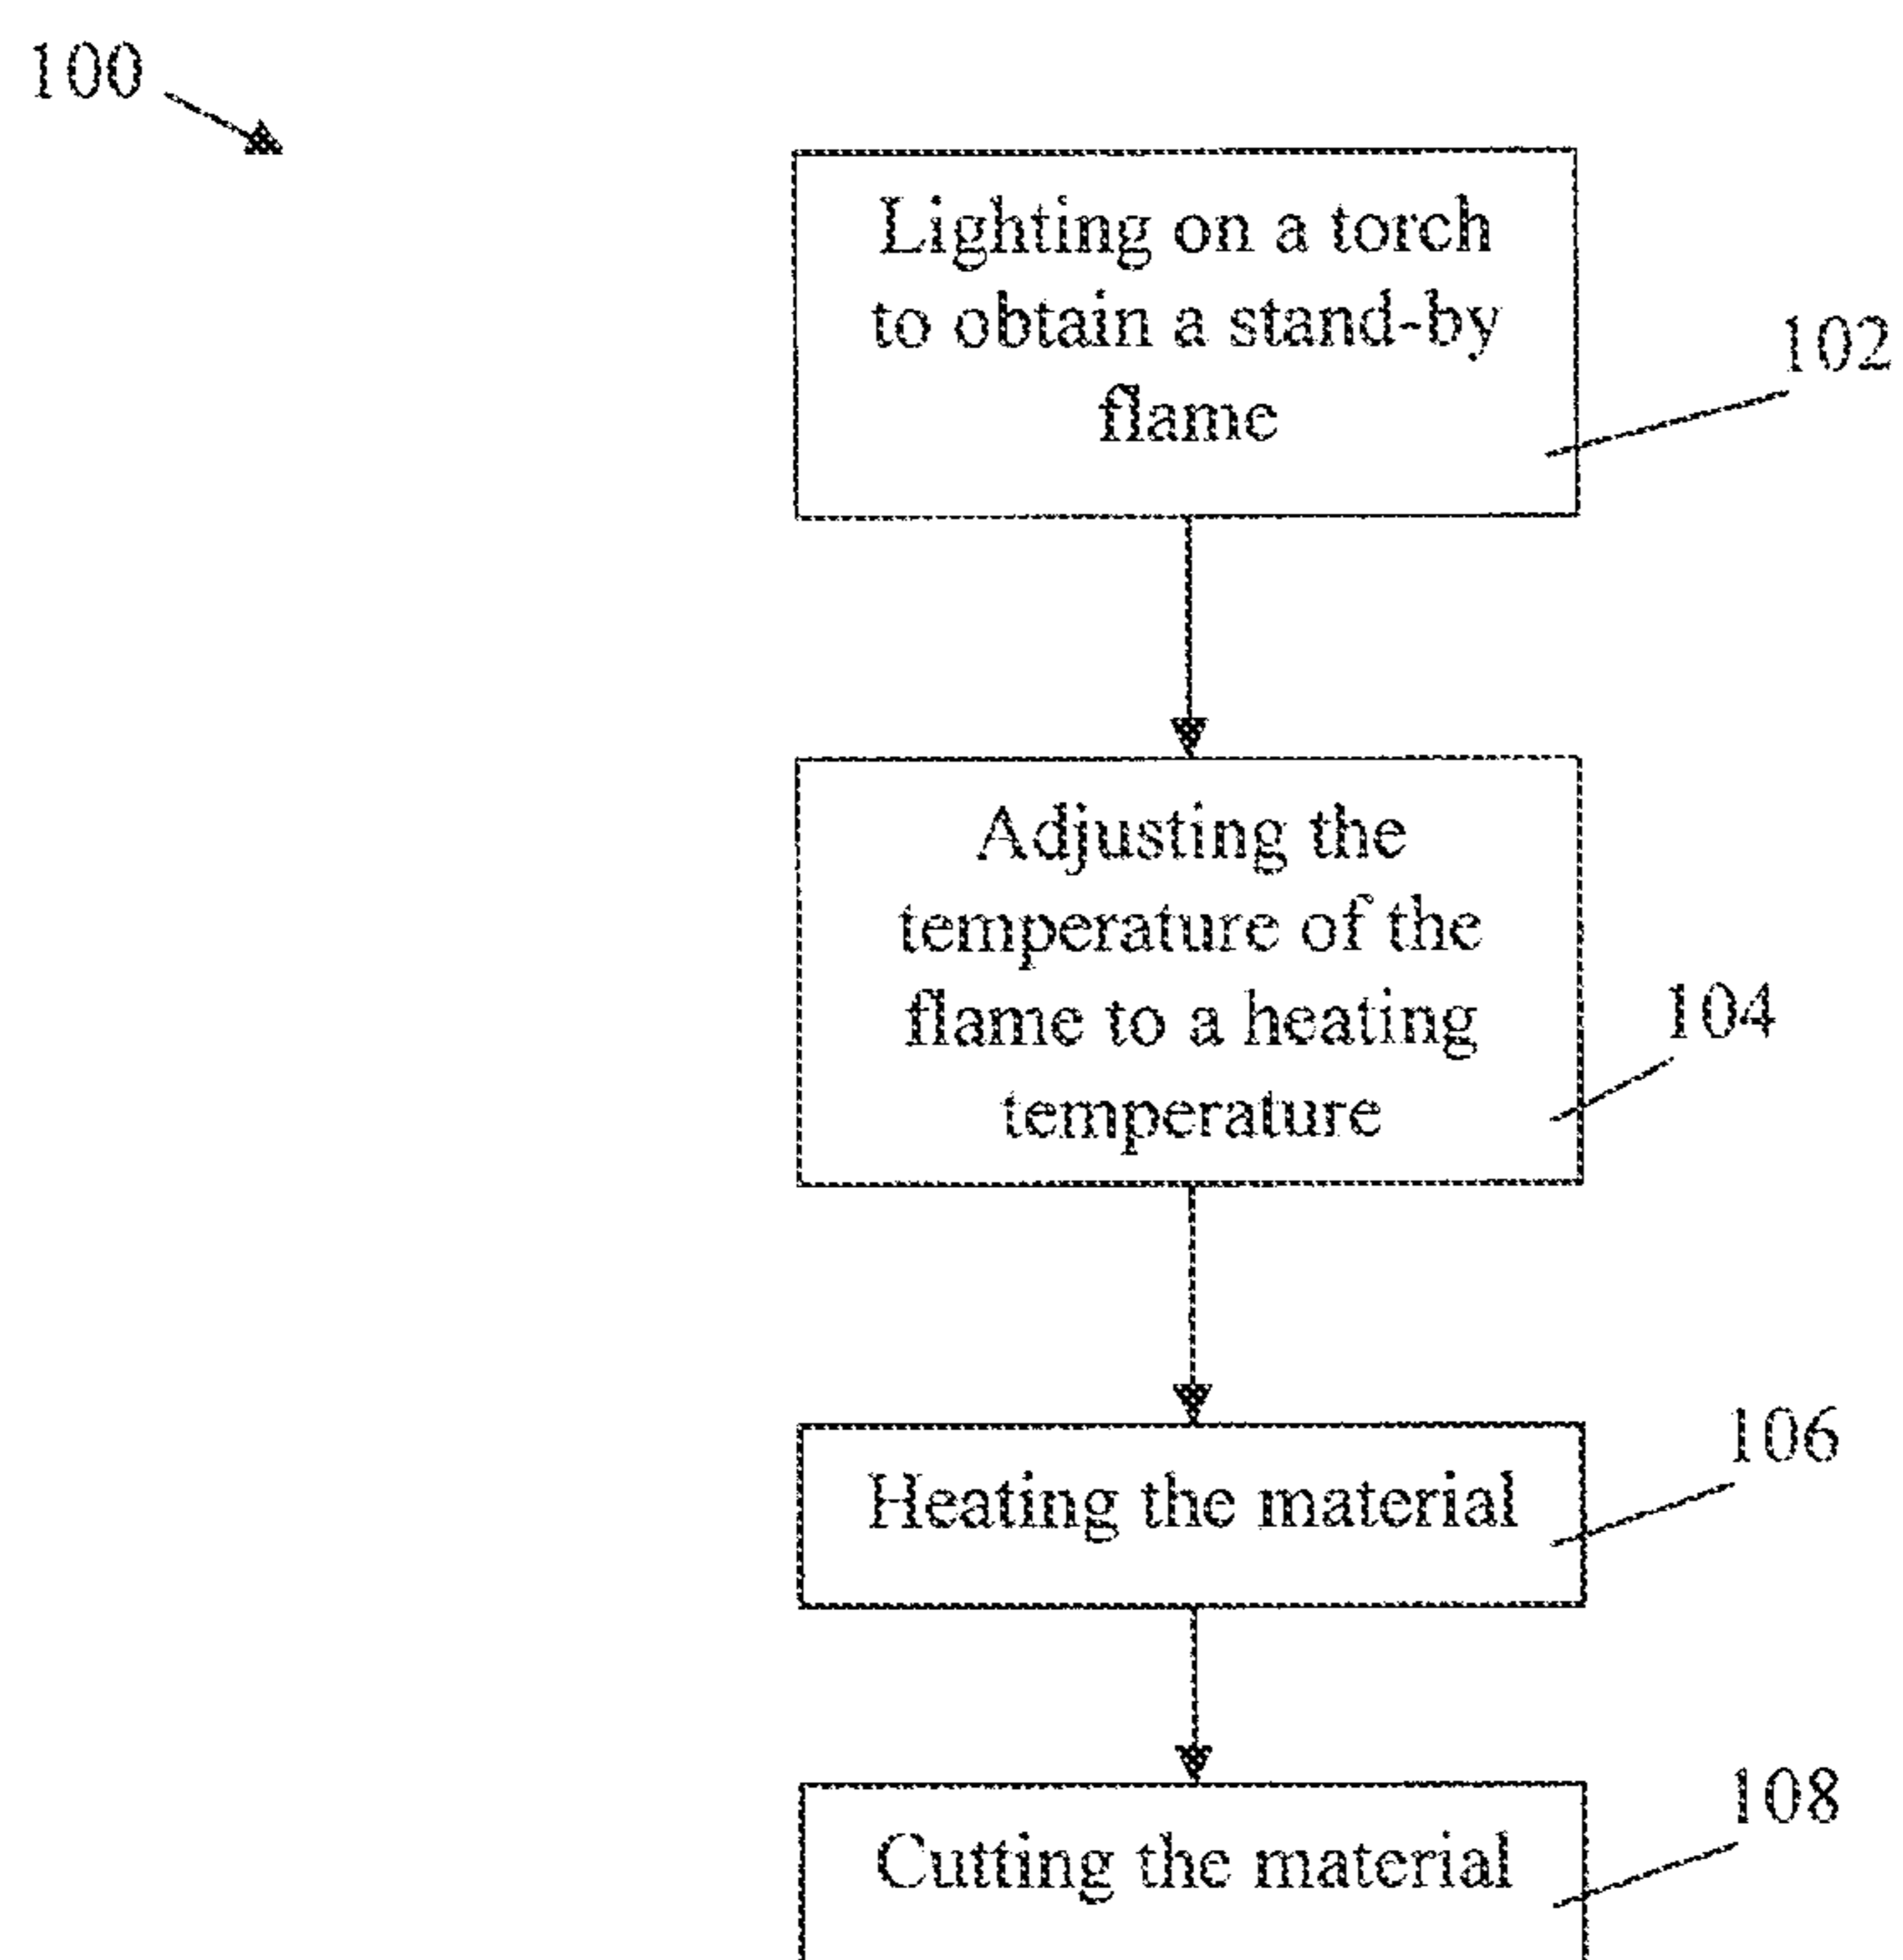 100
Lighting on a torch
to obtain a stand-by
flame
102
Adjusting the
temperature of the
flame to a heating
temperature
104
Heating the material
106
Cutting the material
108